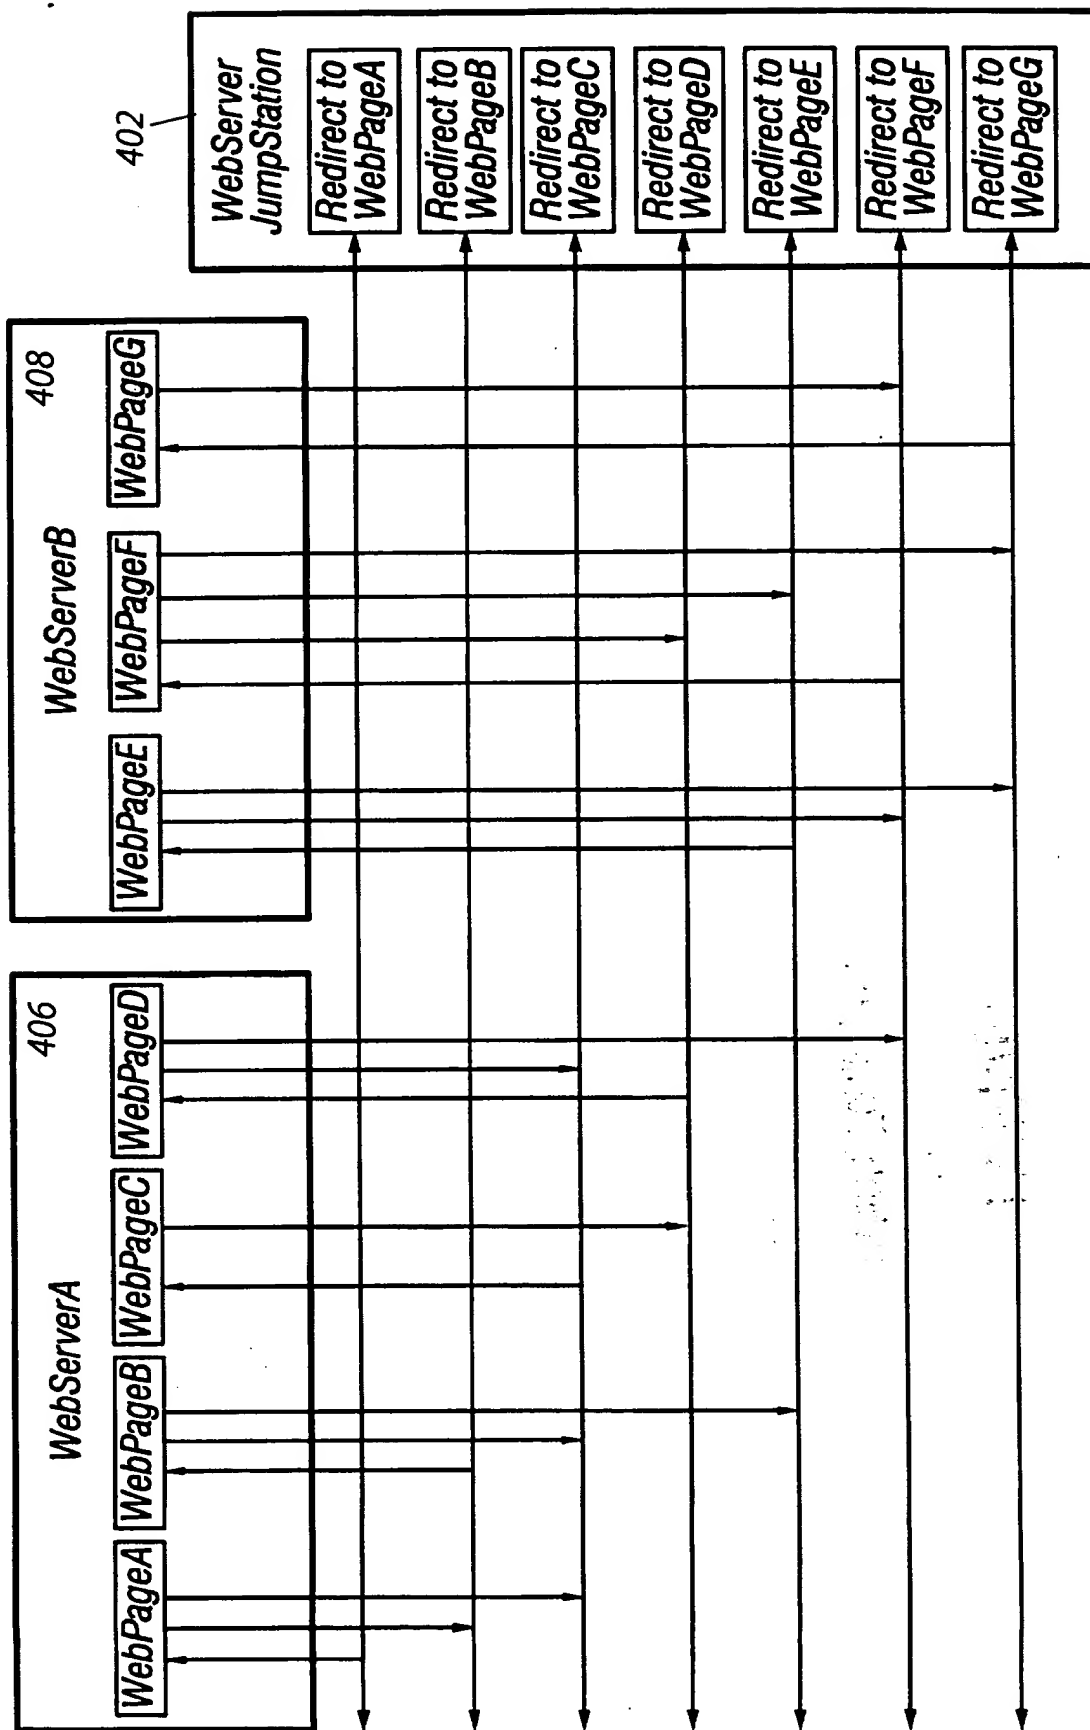 402
WebServer
JumpStation
Redirect to
WebPageA
Redirect to
WebPageB
Redirect to
WebPageC
Redirect to
WebPageD
Redirect to
WebPageE
Redirect to
WebPageF
Redirect to
WebPageG
408
WebServerB
WebPageE
WebPageF
WebPageG
406
WebServerA
WebPageA
WebPageB
WebPageC
WebPageD